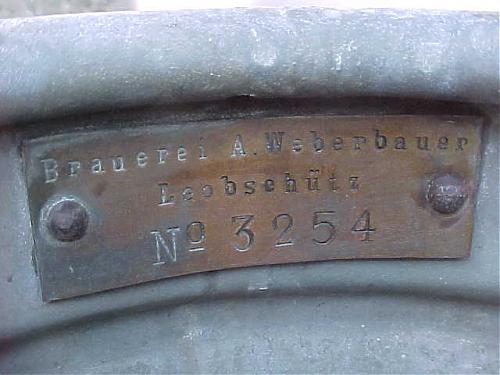 Brauerei A. Weberbauer
Leobschütz
Nº 3254